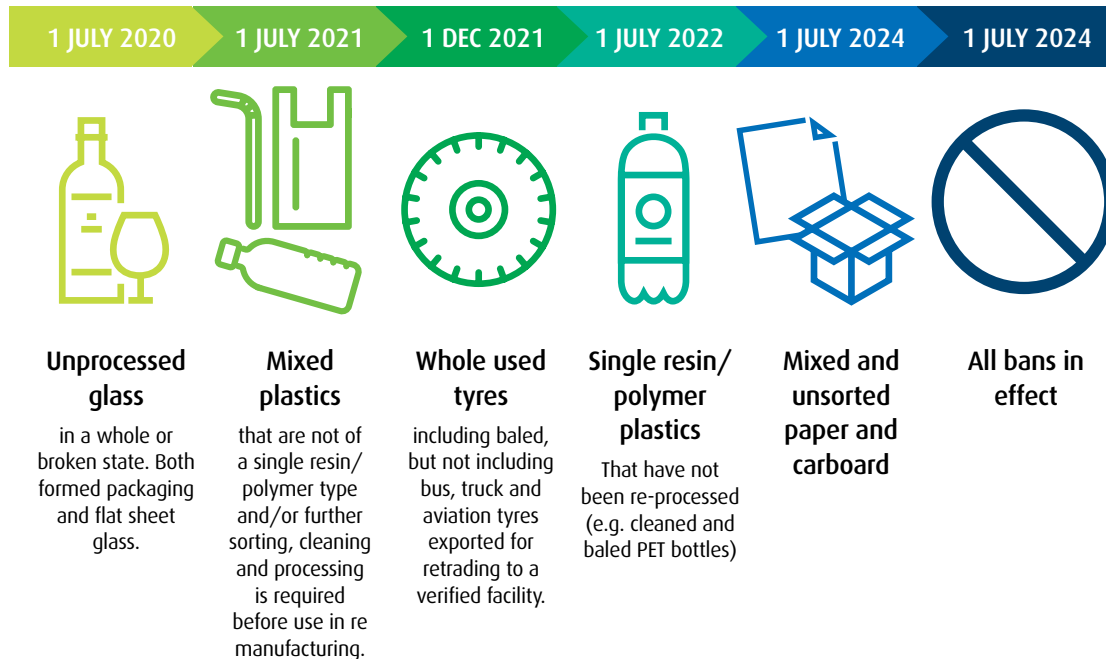 1 JULY 2020
1 JULY 2021
1 DEC 2021
1 JULY 2022
1 JULY 2024
1 JULY 2024
Unprocessed
glass
in a whole or
broken state. Both
formed packaging
and flat sheet
glass.
Mixed
plastics
that are not of
a single resin/
polymer type
and/or further
sorting, cleaning
and processing
is required
before use in re
manufacturing.
Whole used
tyres
including baled,
but not including
bus, truck and
aviation tyres
exported for
retrading to a
verified facility.
Single resin/
polymer
plastics
That have not
been re-processed
(e.g. cleaned and
baled PET bottles)
Mixed and
unsorted
paper and
carboard
All bans in
effect